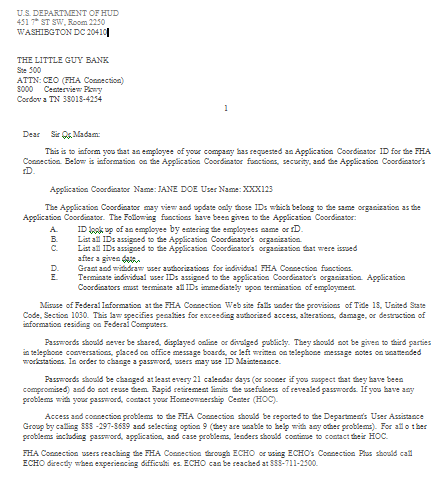 U.S. DEPARTMENT OF HUD
451 7th ST SW, Room 2250
WASHIBGTON DC 20410
THE LITTLE GUY BANK
Ste 500
ATTN: CEO (FHA Connection)
8000 Centerview Pkwy
Cordov a TN 38018-4254
1
Dear Sir Or Madam:
This is to inform you that an employee of your company has requested an Application Coordinator ID for the FHA
Connection. Below is information on the Application Coordinator functions, security, and the Application Coordinator's
fD.
Application Coordinator Name: JANE DOE User Name: XXX123
The Application Coordinator may view and update only those IDs which belong to the same organization as the
Application Coordinator. The Following functions have been given to the Application Coordinator:
A. ID look up of an employee by entering the employees name or fD.
B. List all IDs assigned to the Application Coordinator's organization.
C. List all IDs assigned to the Application Coordinator's organization that were issued
after a given date..
D. Grant and withdraw user authorizations for individual FHA Connection functions.
E. Terminate individual user IDs assigned to the application Coordinator's organization. Application
Coordinators must terminate all IDs immediately upon termination of employment.
Misuse of Federal Information at the FHA Connection Web site falls under the provisions of Title 18, United State
Code, Section 1030. This law specifies penalties for exceeding authorized access, alterations, damage, or destruction of
information residing on Federal Computers.
Passwords should never be shared, displayed online or divulged publicly. They should not be given to third parties
in telephone conversations, placed on office message boards, or left written on telephone message notes on unattended
workstations. In order to change a password, users may use ID Maintenance.
Passwords should be changed at least every 21 calendar days (or sooner if you suspect that they have been
compromised) and do not reuse them. Rapid retirement limits the usefulness of revealed passwords. If you have any
problems with your password, contact your Homeownership Center (HOC).
Access and connection problems to the FHA Connection should be reported to the Department's User Assistance
Group by calling 888 -297-8689 and selecting option 9 (they are unable to help with any other problems). For all o t her
problems including password, application, and case problems, lenders should continue to contact their HOC.
FHA Connection users reaching the FHA Connection through ECHO or using ECHO's Connection Plus should call
ECHO directly when experiencing difficulti es. ECHO can be reached at 888-711-2500.